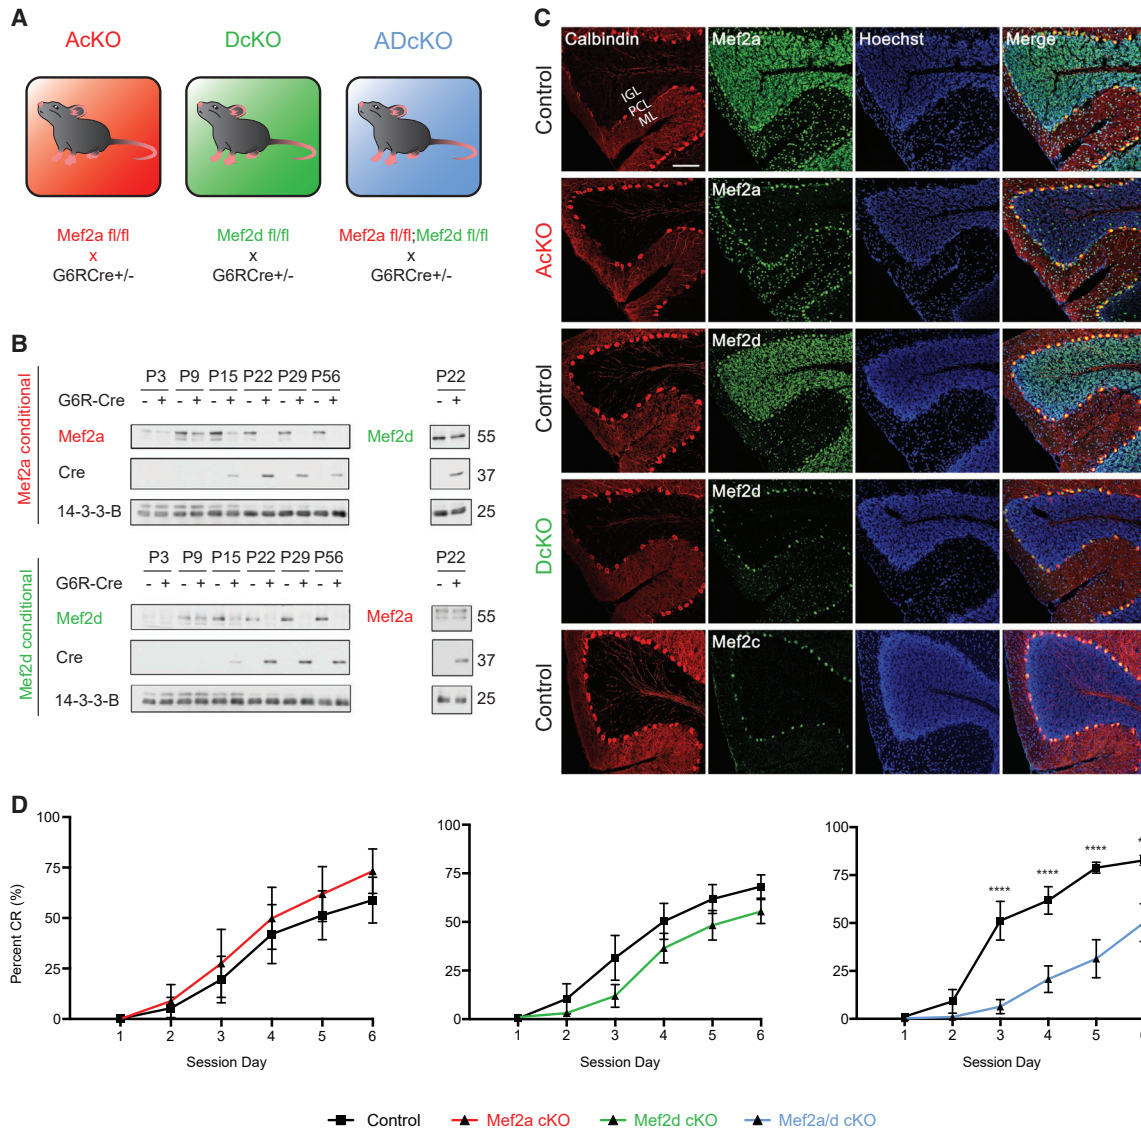 A
AcKO DcKO ADcKO
Mef2a fl/fl Mef2d fl/fl Mef2a fl/fl;Mef2d fl/fl
x x x
G6RCre+/- G6RCre+/- G6RCre+/-
B
Mef2a conditional
P3 P9 P15 P22 P29 P56 P22
G6R-Cre - + - + - + - + - + - + - +
Mef2a Mef2d 55
Cre 37
14-3-3-B 25
Mef2d conditional
P3 P9 P15 P22 P29 P56 P22
G6R-Cre - + - + - + - + - + - + - +
Mef2d Mef2a 55
Cre 37
14-3-3-B 25
C
Calbindin Mef2a Hoechst Merge
Control
IGL
PCL
ML
AcKO
Mef2a
Control
Mef2d
DcKO
Mef2d
Control
Mef2c
D
Percent CR (%)
100
75
50
25
0
1 2 3 4 5 6
Session Day
100
75
50
25
0
1 2 3 4 5 6
Session Day
100
75
50
25
0
**** **** ****
1 2 3 4 5
Session Day
Control Mef2a cKO Mef2d cKO Mef2a/d cKO